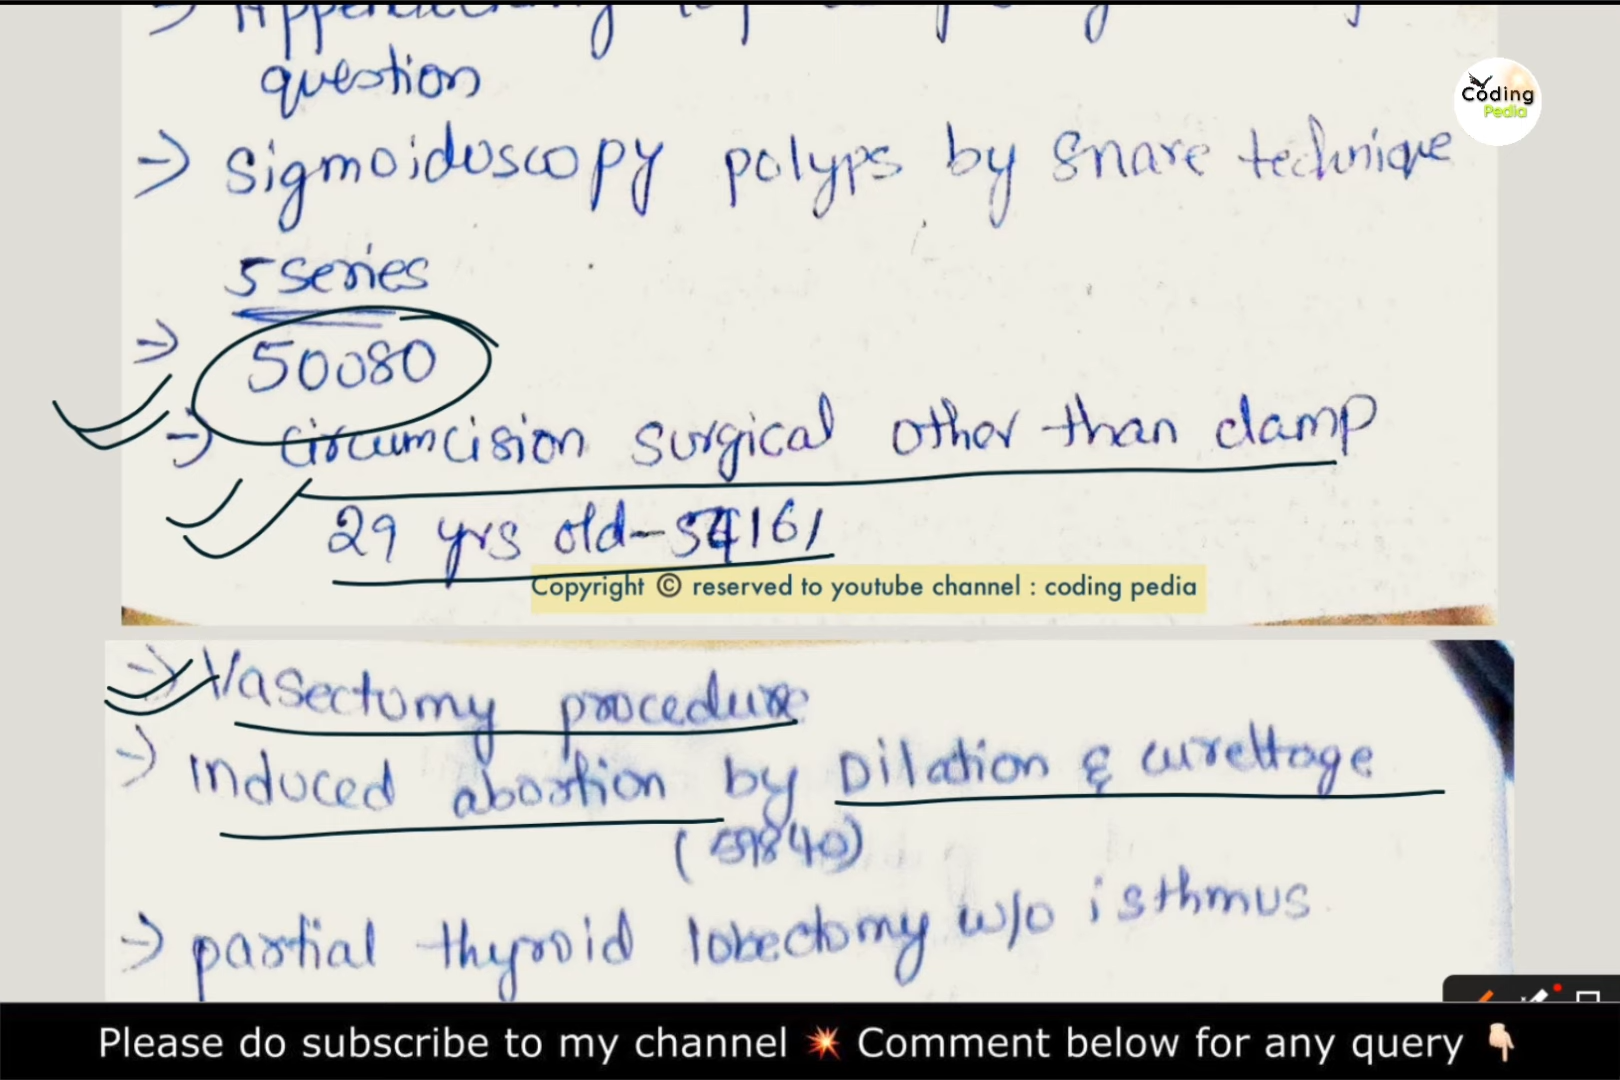 question
Coding
Pedia
-> sigmoidoscopy polyps by snare technique
5 series
-> 50080
-> circumcision surgical other than clamp
29 yrs old - 54161
Copyright © reserved to youtube channel : coding pedia
-> Vasectomy procedure
-> induced abortion by Dilation & curettage
(59840)
-> partial thyroid lobectomy w/o isthmus
Please do subscribe to my channel 💥 Comment below for any query 👇🏻